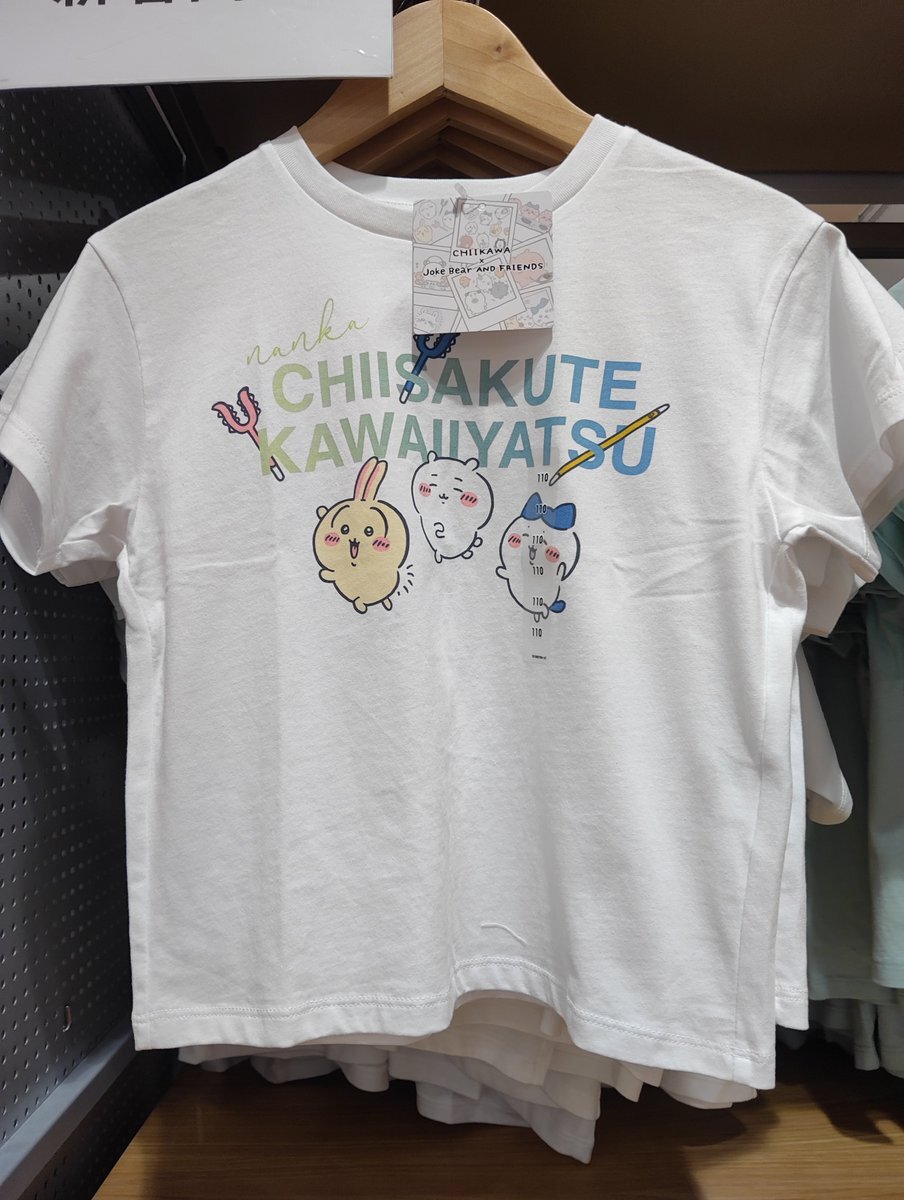 CHIIKAWA
×
Joke Bear AND FRIENDS
nanka
CHIISAKUTE
KAWAIIYATSU
110
110
110
110
110
110